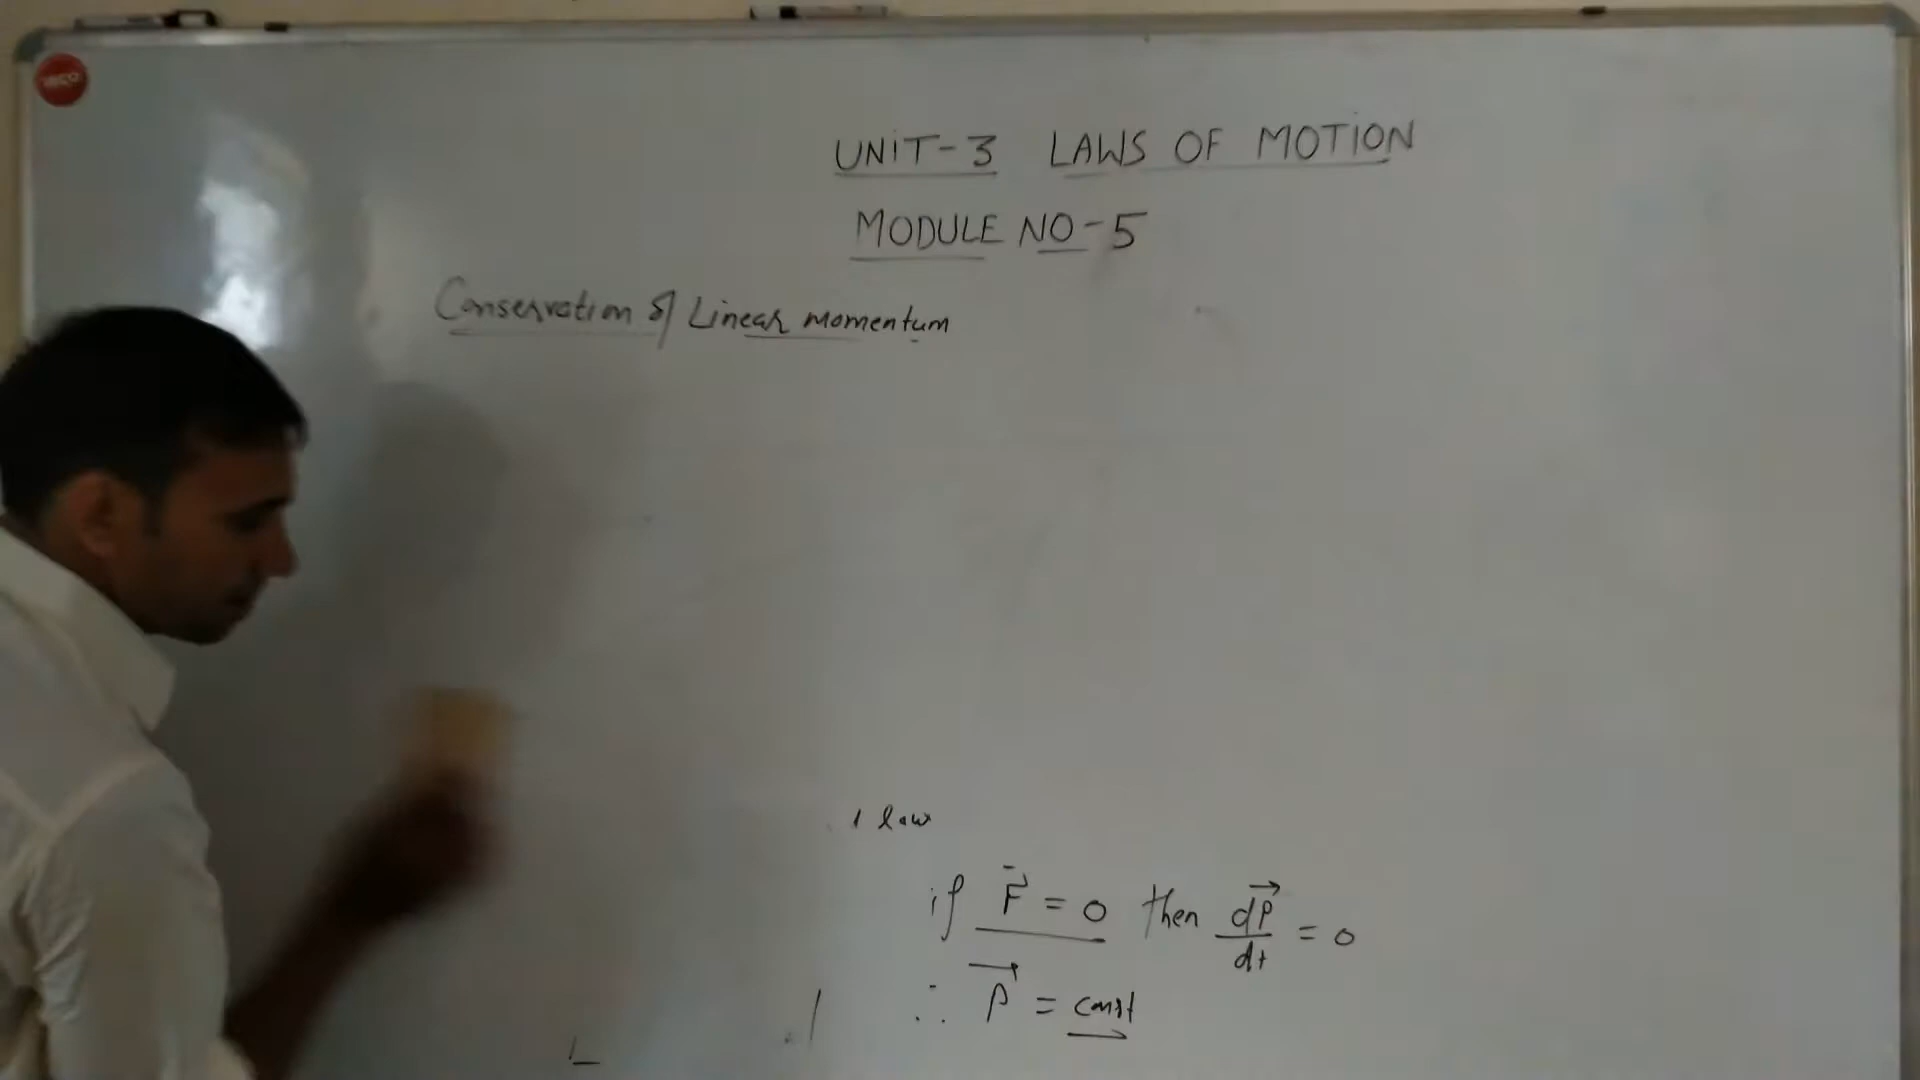 UNIT-3 LAWS OF MOTION
MODULE NO-5
Conservation of Linear momentum
law
if F⃗ = 0 then dP⃗/dt = 0
∴ P⃗ = const